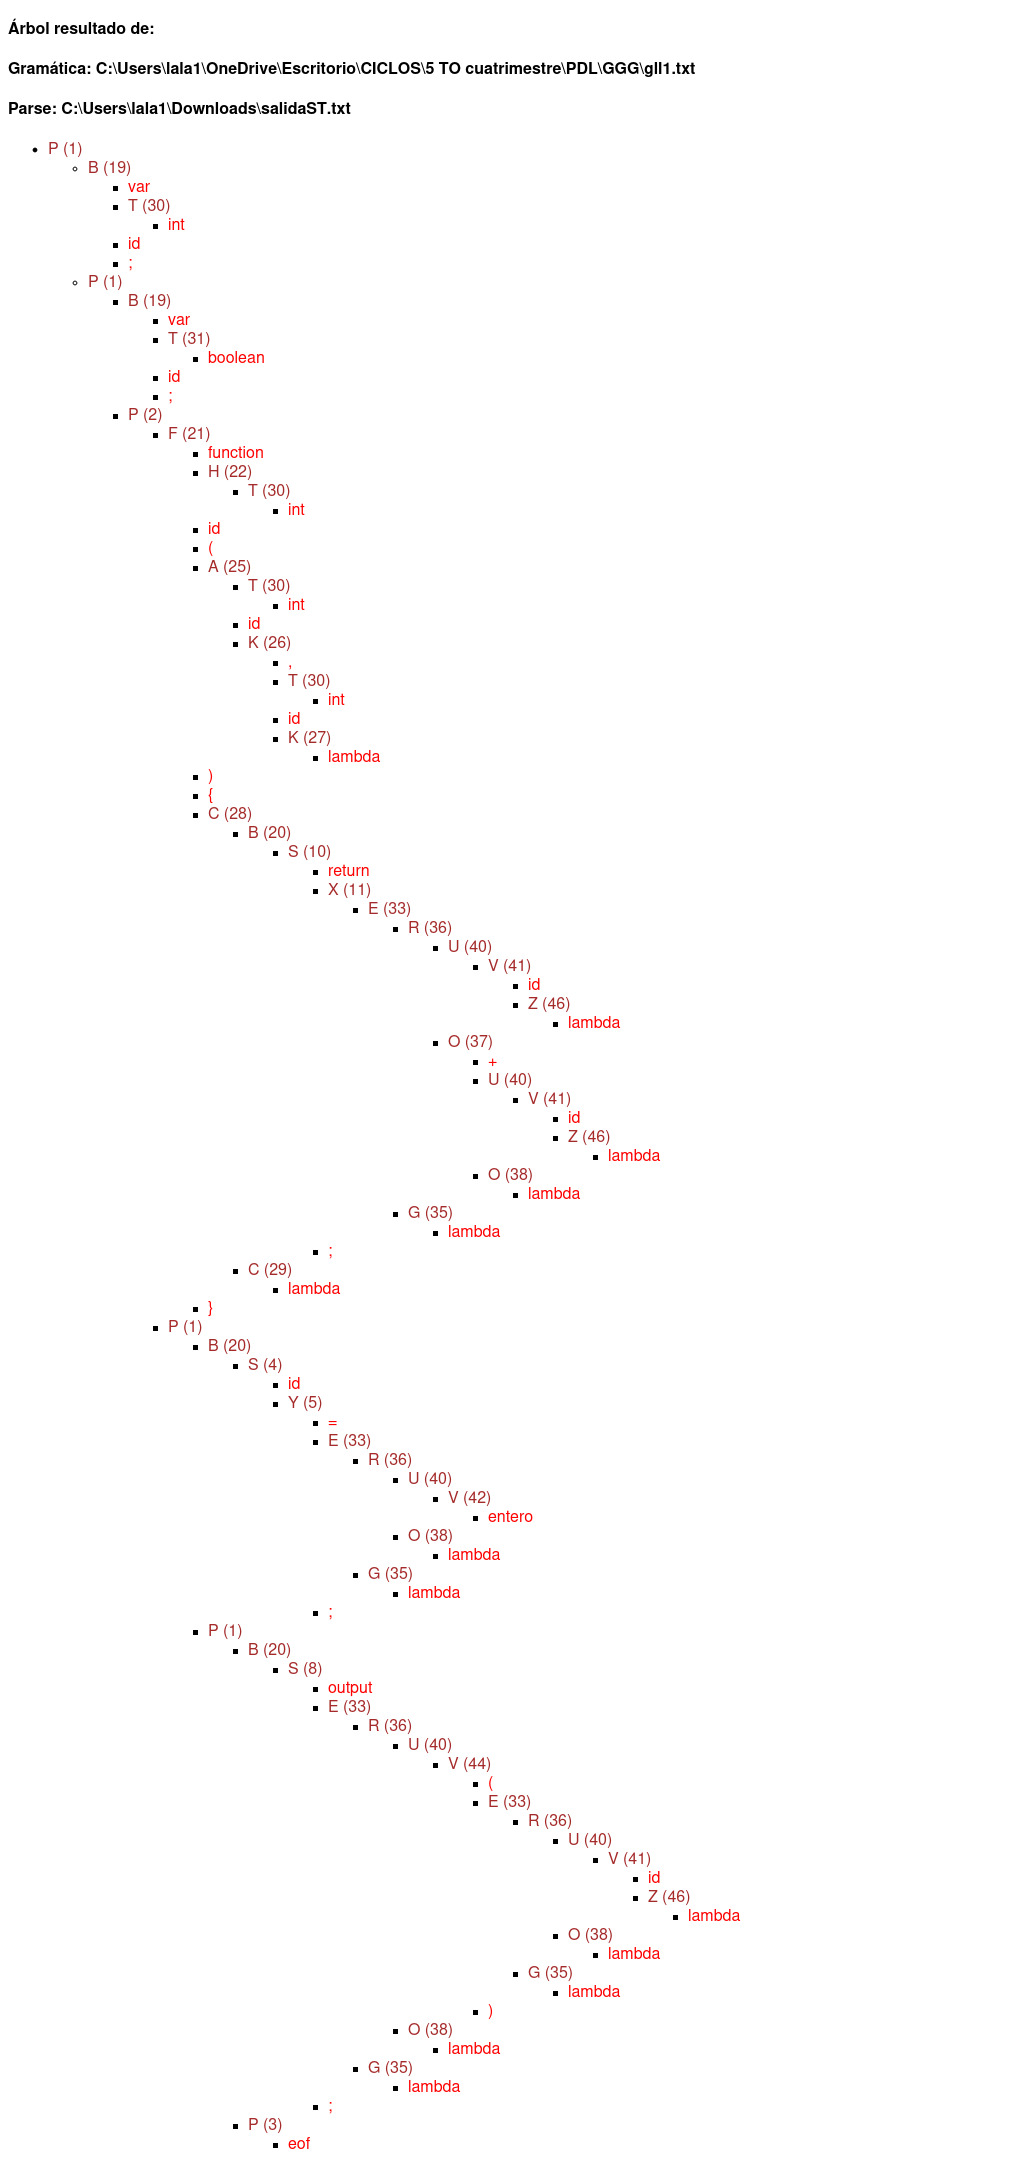 Árbol resultado de:
Gramática: C:\Users\lala1\OneDrive\Escritorio\CICLOS\5 TO cuatrimestre\PDL\GGG\gll1.txt
Parse: C:\Users\lala1\Downloads\salidaST.txt
P (1)
B (19)
var
T (30)
int
id
;
P (1)
B (19)
var
T (31)
boolean
id
;
P (2)
F (21)
function
H (22)
T (30)
int
id
(
A (25)
T (30)
int
id
K (26)
,
T (30)
int
id
K (27)
lambda
)
{
C (28)
B (20)
S (10)
return
X (11)
E (33)
R (36)
U (40)
V (41)
id
Z (46)
lambda
O (37)
+
U (40)
V (41)
id
Z (46)
lambda
O (38)
lambda
G (35)
lambda
;
C (29)
lambda
}
P (1)
B (20)
S (4)
id
Y (5)
=
E (33)
R (36)
U (40)
V (42)
entero
O (38)
lambda
G (35)
lambda
;
P (1)
B (20)
S (8)
output
E (33)
R (36)
U (40)
V (44)
(
E (33)
R (36)
U (40)
V (41)
id
Z (46)
lambda
O (38)
lambda
G (35)
lambda
)
O (38)
lambda
G (35)
lambda
;
P (3)
eof